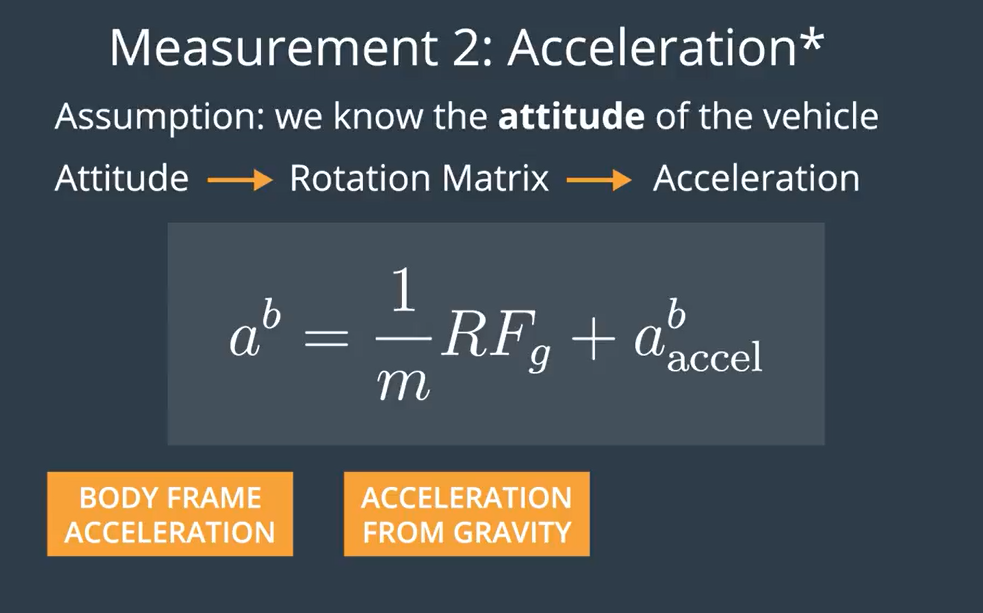 Measurement 2: Acceleration*
Assumption: we know the attitude of the vehicle
Attitude → Rotation Matrix → Acceleration
a^b = \frac{1}{m} R F_g + a^b_{accel}
BODY FRAME
ACCELERATION
ACCELERATION
FROM GRAVITY